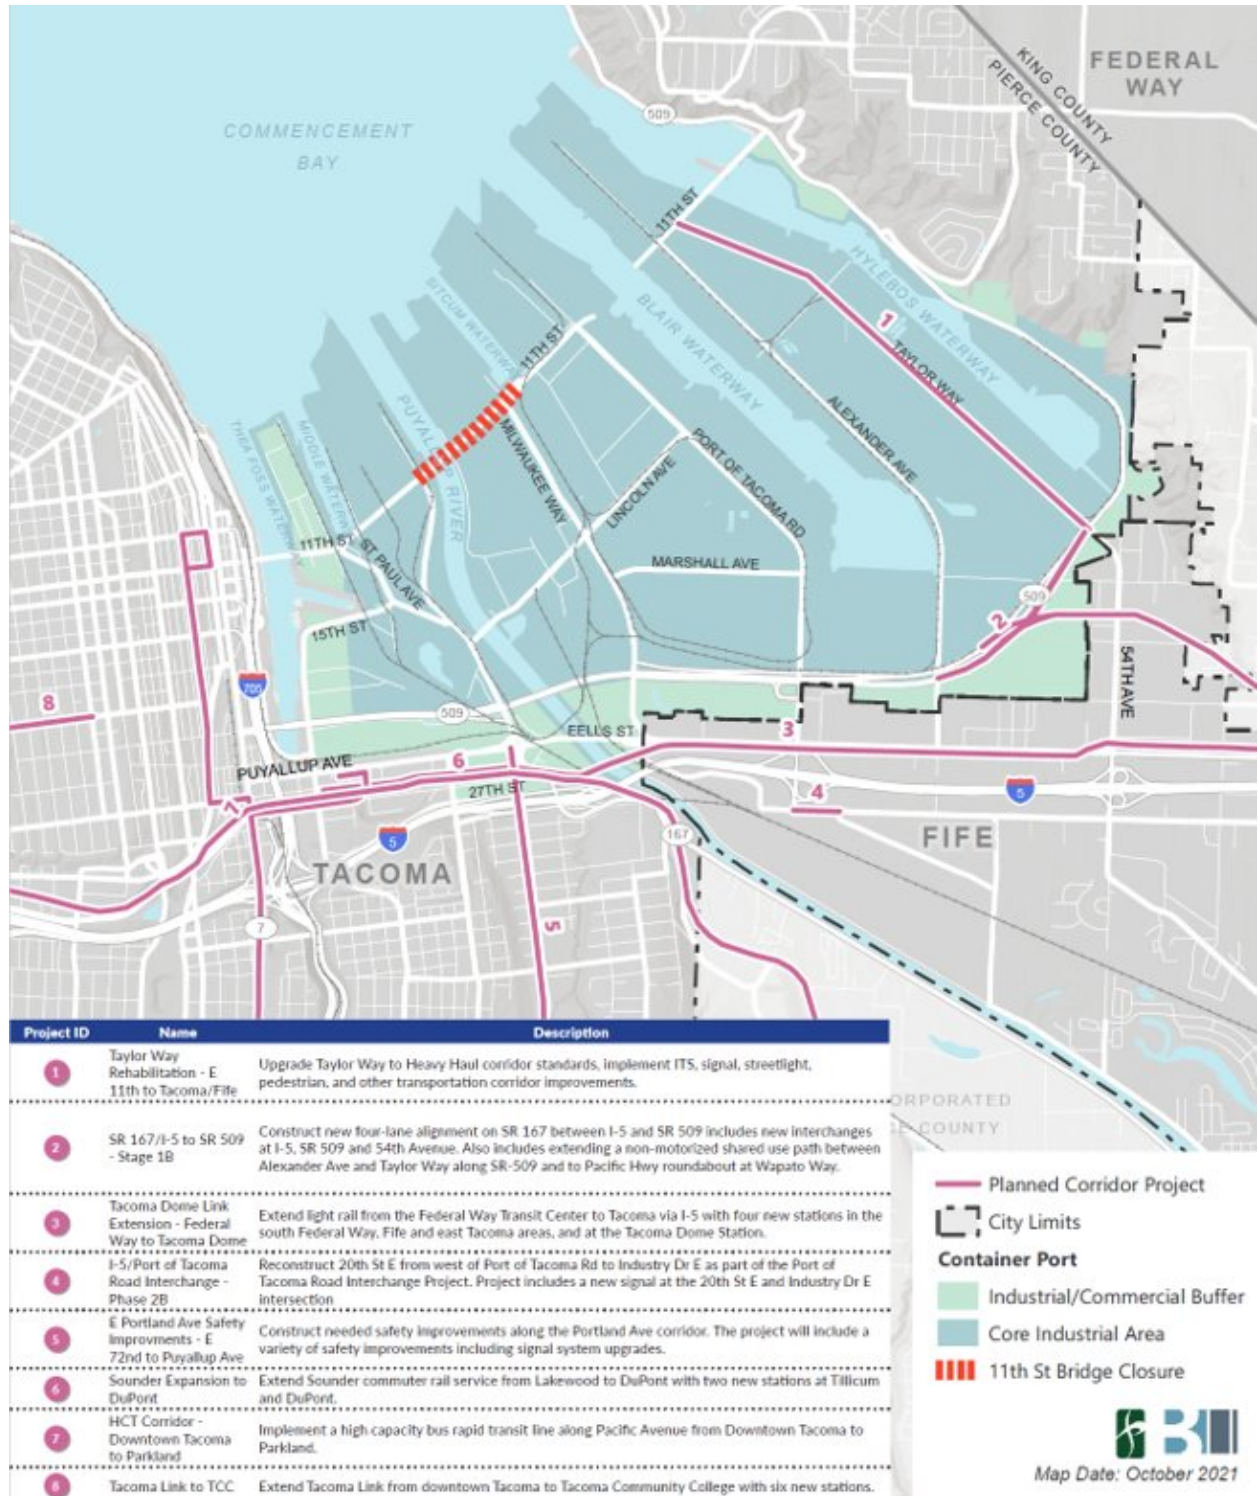 COMMENCEMENT
BAY
509
KING COUNTY
PIERCE COUNTY
FEDERAL
WAY
11TH ST
HYLEBOS WATERWAY
BLAIR WATERWAY
SITCUM WATERWAY
1
TAYLOR WAY
11TH ST
ALEXANDER AVE
PUYALLUP RIVER
MILWAUKEE WAY
PORT OF TACOMA RD
LINCOLN AVE
THEA FOSS WATERWAY
MIDDLE WATERWAY
11TH ST
ST PAUL AVE
MARSHALL AVE
15TH ST
509
2
54TH AVE
705
8
509
EELLS ST
3
PUYALLUP AVE
6
27TH ST
7
4
5
5
167
FIFE
TACOMA
7
5
ORPORATED
E COUNTY
Project ID Name Description
1 Taylor Way Rehabilitation - E 11th to Tacoma/Fife Upgrade Taylor Way to Heavy Haul corridor standards, implement ITS, signal, streetlight,
pedestrian, and other transportation corridor improvements.
2 SR 167/I-5 to SR 509 - Stage 1B Construct new four-lane alignment on SR 167 between I-5 and SR 509 includes new interchanges
at I-5, SR 509 and 54th Avenue. Also includes extending a non-motorized shared use path between
Alexander Ave and Taylor Way along SR-509 and to Pacific Hwy roundabout at Wapato Way.
3 Tacoma Dome Link Extension - Federal Way to Tacoma Dome Extend light rail from the Federal Way Transit Center to Tacoma via I-5 with four new stations in the
south Federal Way, Fife and east Tacoma areas, and at the Tacoma Dome Station.
4 I-5/Port of Tacoma Road Interchange - Phase 2B Reconstruct 20th St E from west of Port of Tacoma Rd to Industry Dr E as part of the Port of
Tacoma Road Interchange Project. Project includes a new signal at the 20th St E and Industry Dr E
intersection
5 E Portland Ave Safety Improvments - E 72nd to Puyallup Ave Construct needed safety improvements along the Portland Ave corridor. The project will include a
variety of safety improvements including signal system upgrades.
6 Sounder Expansion to DuPont Extend Sounder commuter rail service from Lakewood to DuPont with two new stations at Tillicum
and DuPont.
7 HCT Corridor - Downtown Tacoma to Parkland Implement a high capacity bus rapid transit line along Pacific Avenue from Downtown Tacoma to
Parkland.
8 Tacoma Link to TCC Extend Tacoma Link from downtown Tacoma to Tacoma Community College with six new stations.
Planned Corridor Project
City Limits
Container Port
Industrial/Commercial Buffer
Core Industrial Area
11th St Bridge Closure
Map Date: October 2021